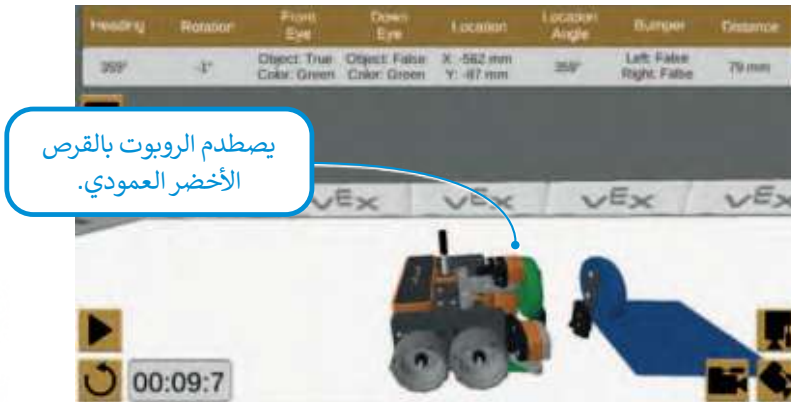 Heading Rotation Front Eye Down Eye Location Location Angle Bumper Distance
359° -1° Object: True Color: Green Object: False Color: Green X: -562 mm Y: -87 mm 359° Left: False Right: False 79 mm
يصطدم الروبوت بالقرص
الأخضر العمودي.
VEX VEX VEX VEX
00:09:7